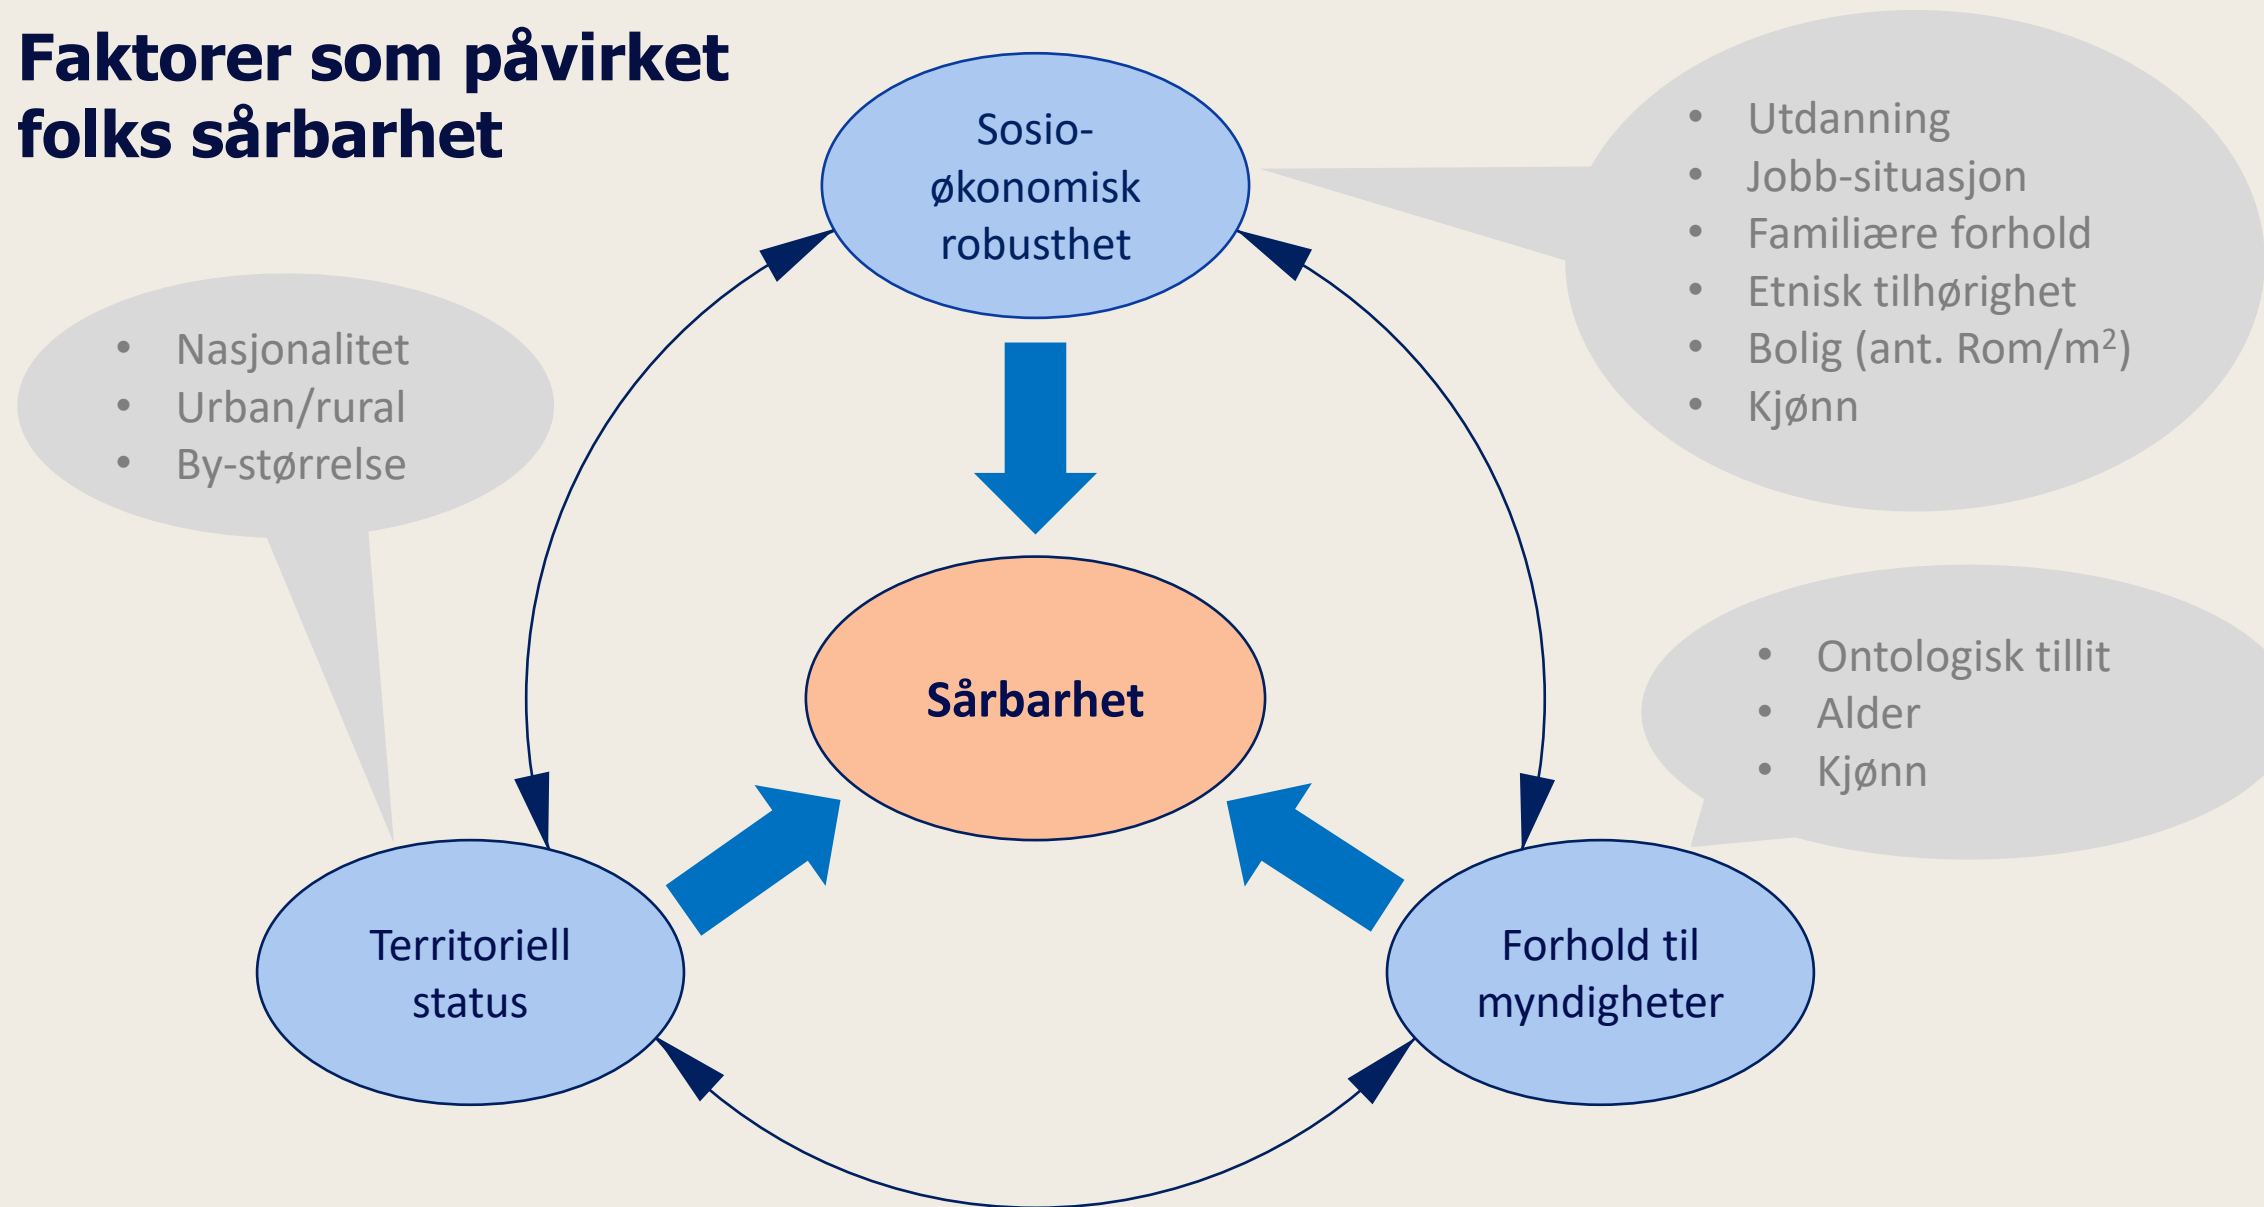 Faktorer som påvirket
folks sårbarhet
Sosio-
økonomisk
robusthet
• Utdanning
• Jobb-situasjon
• Familiære forhold
• Etnisk tilhørighet
• Bolig (ant. Rom/m²)
• Kjønn
• Nasjonalitet
• Urban/rural
• By-størrelse
Sårbarhet
• Ontologisk tillit
• Alder
• Kjønn
Territoriell
status
Forhold til
myndigheter